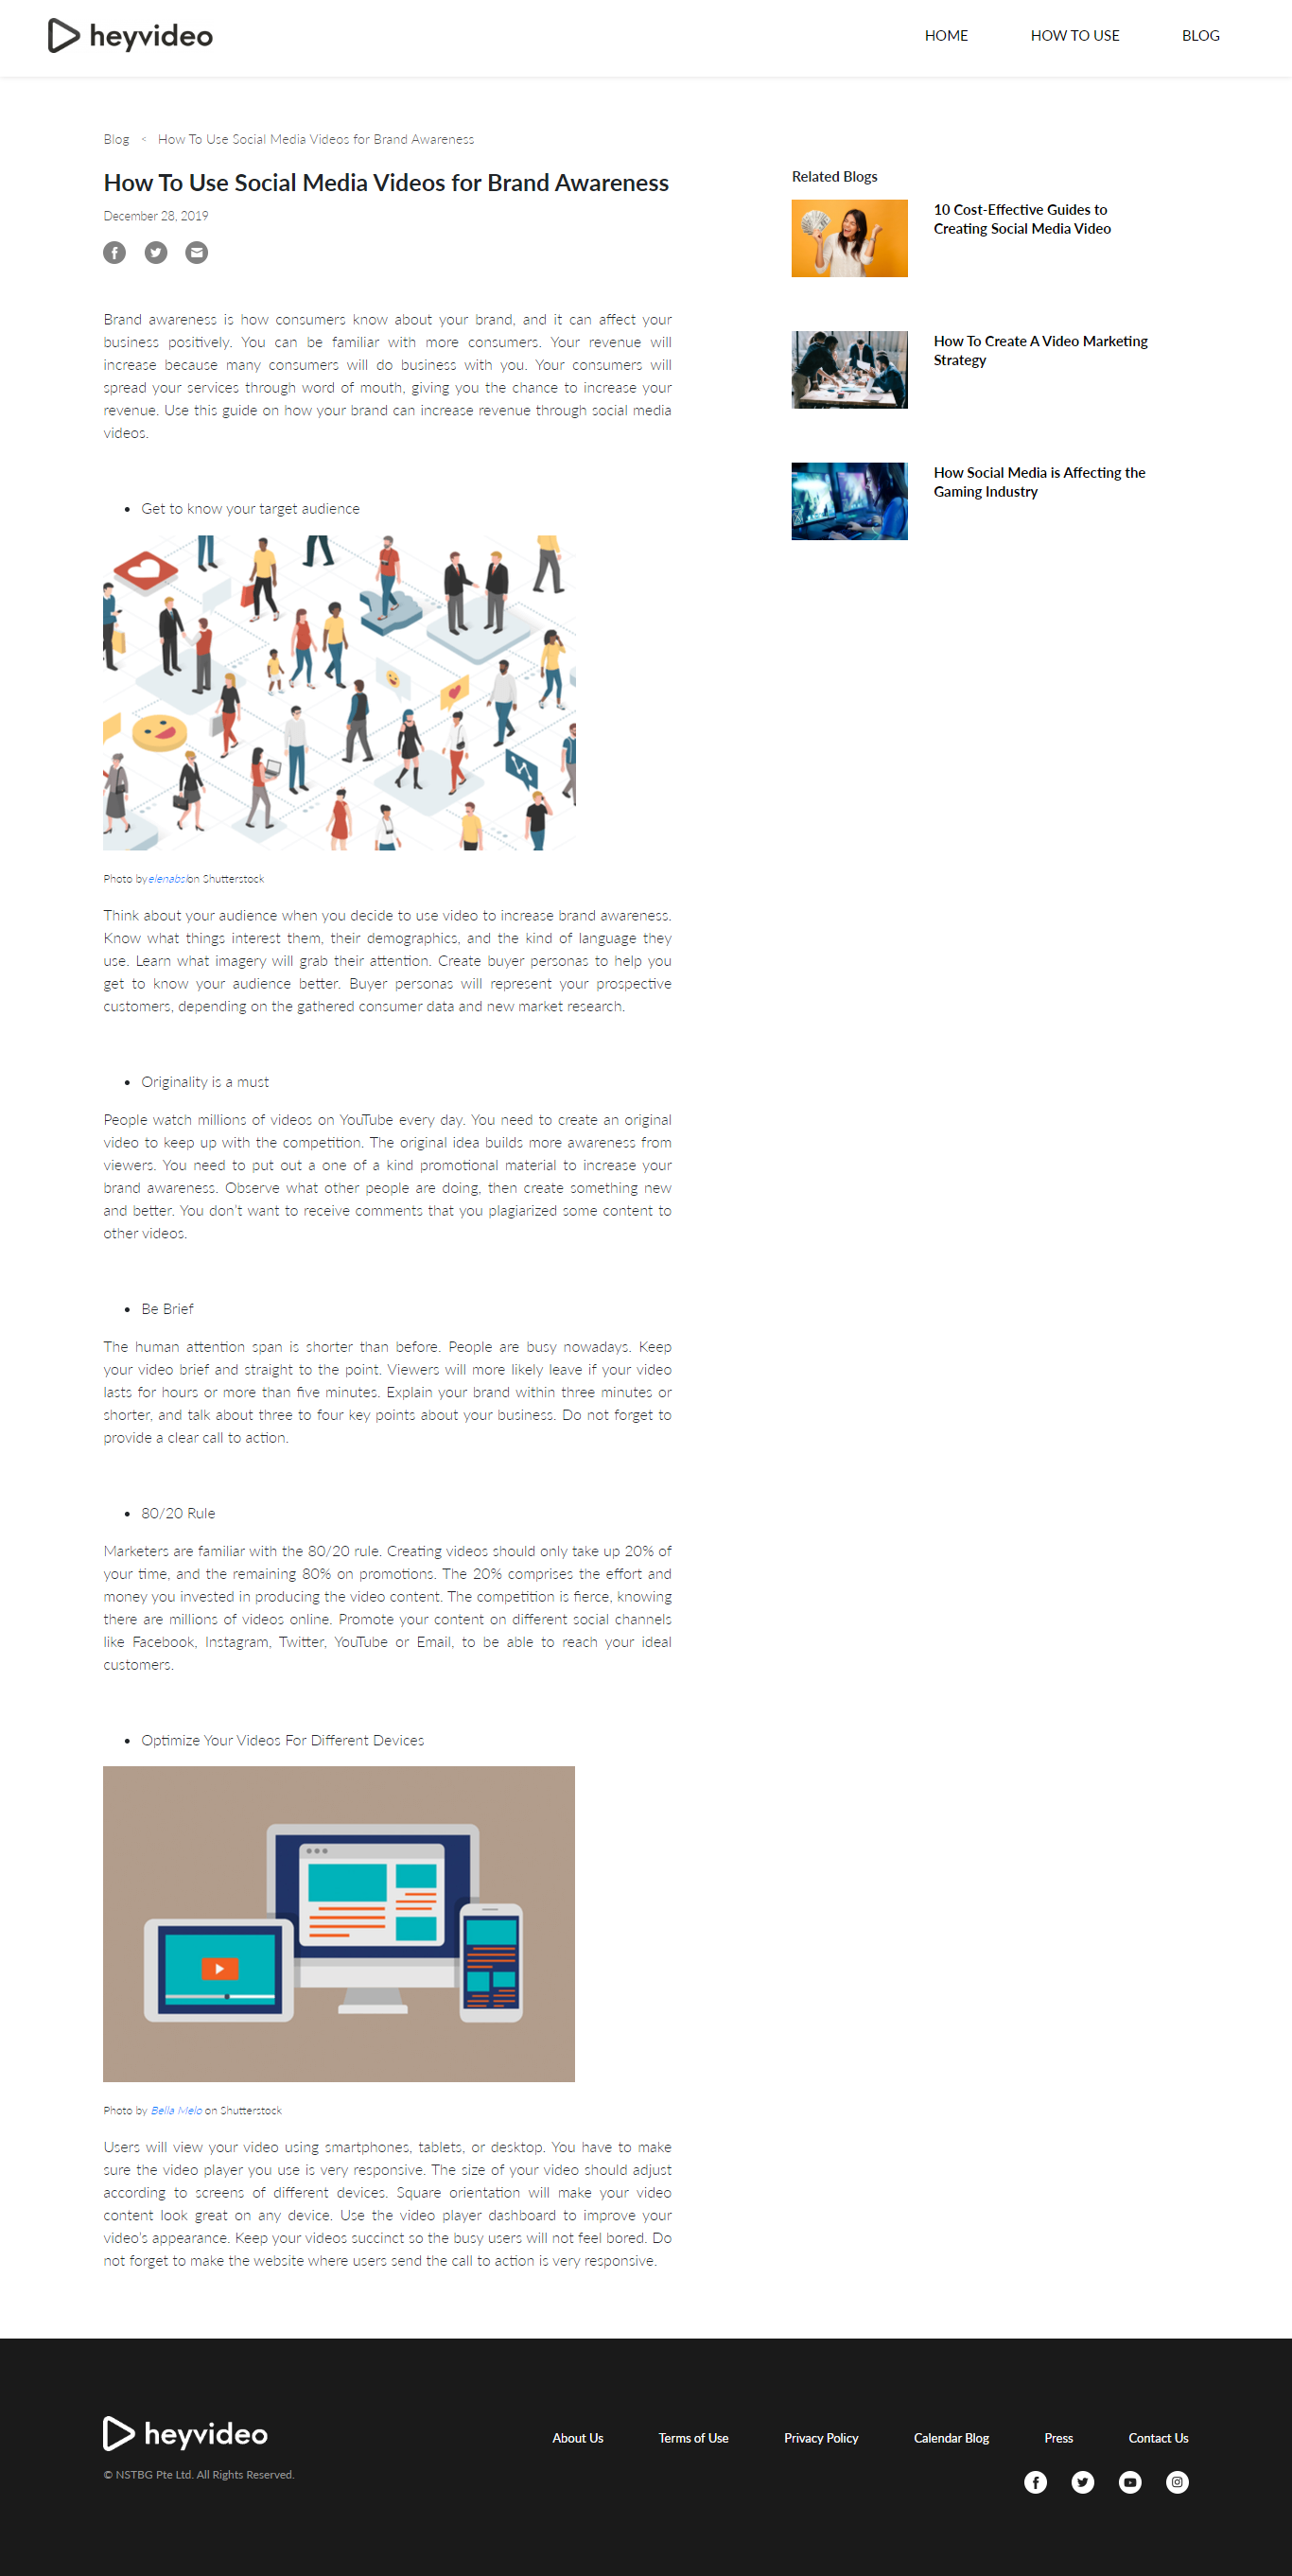 heyvideo
HOME
HOW TO USE
BLOG
Blog < How To Use Social Media Videos for Brand Awareness
How To Use Social Media Videos for Brand Awareness
December 28, 2019
Brand awareness is how consumers know about your brand, and it can affect your
business positively. You can be familiar with more consumers. Your revenue will
increase because many consumers will do business with you. Your consumers will
spread your services through word of mouth, giving you the chance to increase your
revenue. Use this guide on how your brand can increase revenue through social media
videos.
• Get to know your target audience
Photo by elenabsl on Shutterstock
Think about your audience when you decide to use video to increase brand awareness.
Know what things interest them, their demographics, and the kind of language they
use. Learn what imagery will grab their attention. Create buyer personas to help you
get to know your audience better. Buyer personas will represent your prospective
customers, depending on the gathered consumer data and new market research.
• Originality is a must
People watch millions of videos on YouTube every day. You need to create an original
video to keep up with the competition. The original idea builds more awareness from
viewers. You need to put out a one of a kind promotional material to increase your
brand awareness. Observe what other people are doing, then create something new
and better. You don't want to receive comments that you plagiarized some content to
other videos.
• Be Brief
The human attention span is shorter than before. People are busy nowadays. Keep
your video brief and straight to the point. Viewers will more likely leave if your video
lasts for hours or more than five minutes. Explain your brand within three minutes or
shorter, and talk about three to four key points about your business. Do not forget to
provide a clear call to action.
• 80/20 Rule
Marketers are familiar with the 80/20 rule. Creating videos should only take up 20% of
your time, and the remaining 80% on promotions. The 20% comprises the effort and
money you invested in producing the video content. The competition is fierce, knowing
there are millions of videos online. Promote your content on different social channels
like Facebook, Instagram, Twitter, YouTube or Email, to be able to reach your ideal
customers.
• Optimize Your Videos For Different Devices
Photo by Bella Melo on Shutterstock
Users will view your video using smartphones, tablets, or desktop. You have to make
sure the video player you use is very responsive. The size of your video should adjust
according to screens of different devices. Square orientation will make your video
content look great on any device. Use the video player dashboard to improve your
video's appearance. Keep your videos succinct so the busy users will not feel bored. Do
not forget to make the website where users send the call to action is very responsive.
Related Blogs
10 Cost-Effective Guides to
Creating Social Media Video
How To Create A Video Marketing
Strategy
How Social Media is Affecting the
Gaming Industry
heyvideo
© NSTBG Pte Ltd. All Rights Reserved.
About Us
Terms of Use
Privacy Policy
Calendar Blog
Press
Contact Us